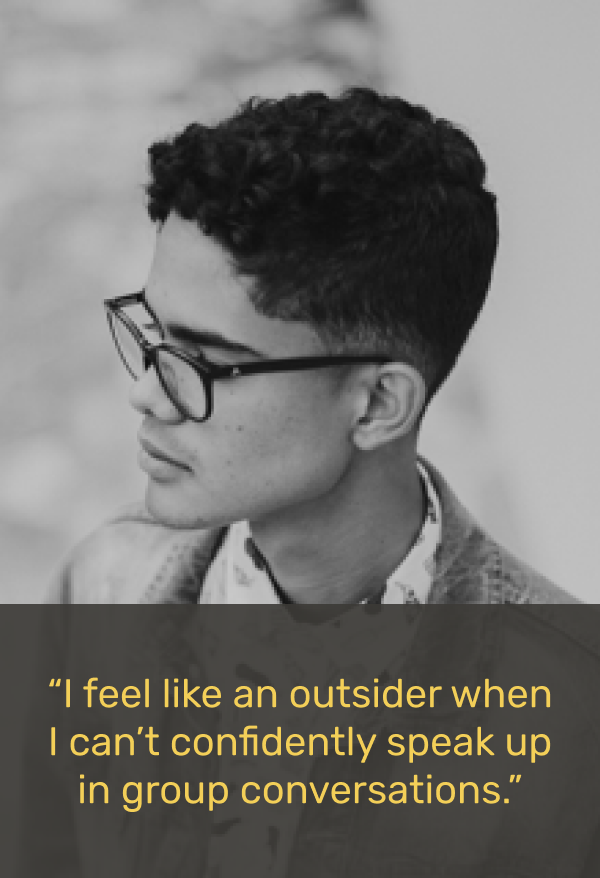 “I feel like an outsider when
I can’t confidently speak up
in group conversations.”